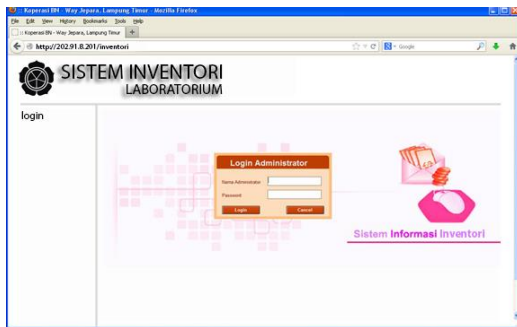 :: Koperasi BN - Way Jepara, Lampung Timur - Mozilla Firefox
File Edit View History Bookmarks Tools Help
:: Koperasi BN - Way Jepara, Lampung Timur
http://202.91.8.201/inventori
Google
SISTEM INVENTORI
LABORATORIUM
login
Login Administrator
Nama Administrator
Password
Login Cancel
Sistem Informasi Inventori